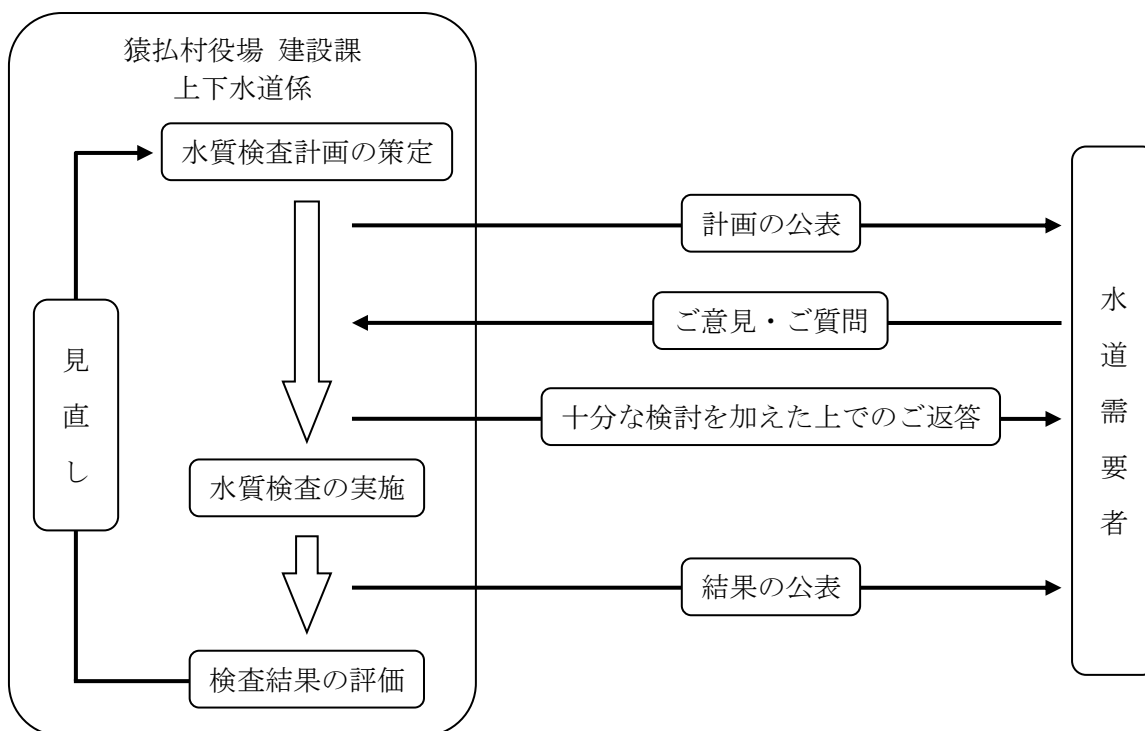 猿払村役場 建設課
上下水道係
水質検査計画の策定
計画の公表
ご意見・ご質問
見直し
十分な検討を加えた上でのご返答
水質検査の実施
結果の公表
検査結果の評価
水道需要者